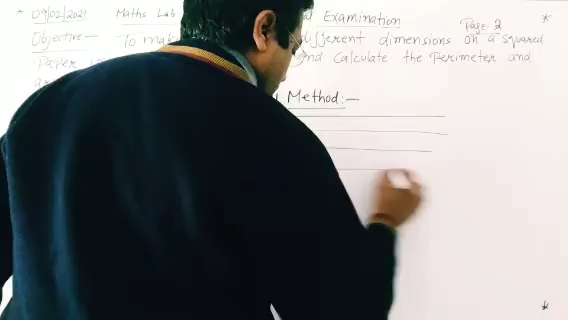 09/02/2021 Maths Lab Examination Page: 2
Objective:- To mak different dimensions on a squared
Paper and Calculate the Perimeter and
Method:-